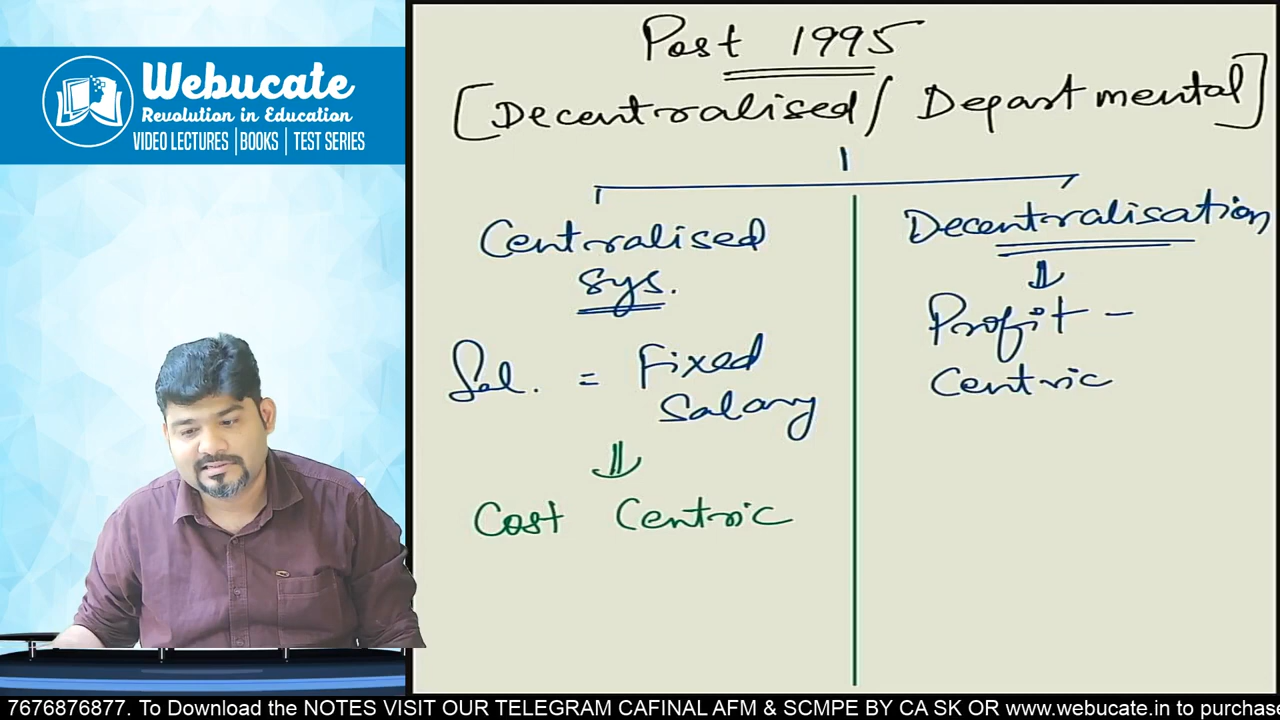 Webucate
Revolution in Education
VIDEO LECTURES | BOOKS | TEST SERIES
Post 1995
[Decentralised / Departmental]
Centralised
Sys.
Sal. = Fixed
Salary
Cost Centric
Decentralisation
Profit -
Centric
7676876877. To Download the NOTES VISIT OUR TELEGRAM CAFINAL AFM & SCMPE BY CA SK OR www.webucate.in to purchase